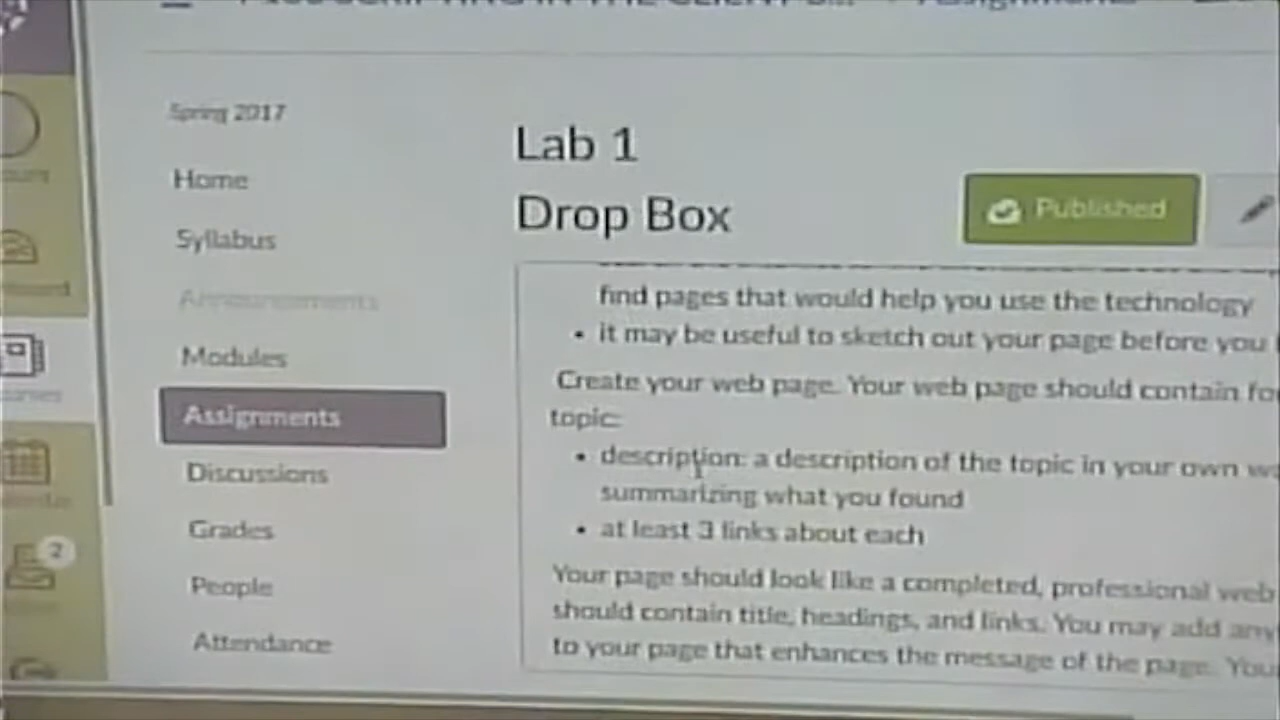 Spring 2017
Home
Syllabus
Announcements
Modules
Assignments
Discussions
Grades
People
Attendance
2
Lab 1
Drop Box
Published
find pages that would help you use the technology
• it may be useful to sketch out your page before you
Create your web page. Your web page should contain
topic:
• description: a description of the topic in your own
summarizing what you found
• at least 3 links about each
Your page should look like a completed, professional web
should contain title, headings, and links. You may add
to your page that enhances the message of the page.